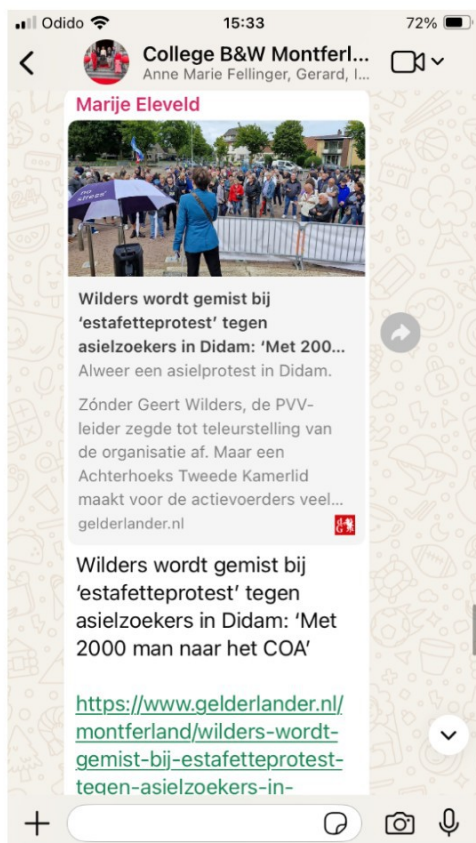 Odido 15:33 72%
College B&W Montferl...
Anne Marie Fellinger, Gerard, I...
Marije Eleveld
no
stress
Wilders wordt gemist bij
‘estafetteprotest’ tegen
asielzoekers in Didam: ‘Met 200...
Alweer een asielprotest in Didam.
Zónder Geert Wilders, de PVV-
leider zegde tot teleurstelling van
de organisatie af. Maar een
Achterhoeks Tweede Kamerlid
maakt voor de actievoerders veel...
gelderlander.nl
dG
Wilders wordt gemist bij
‘estafetteprotest’ tegen
asielzoekers in Didam: ‘Met
2000 man naar het COA’
https://www.gelderlander.nl/
montferland/wilders-wordt-
gemist-bij-estafetteprotest-
tegen-asielzoekers-in-